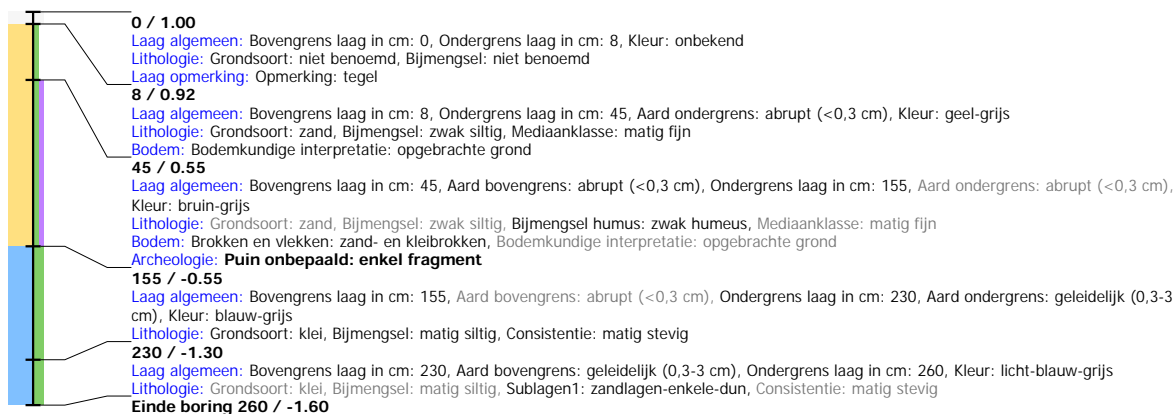 0 / 1.00
Laag algemeen: Bovengrens laag in cm: 0, Ondergrens laag in cm: 8, Kleur: onbekend
Lithologie: Grondsoort: niet benoemd, Bijmengsel: niet benoemd
Laag opmerking: Opmerking: tegel
8 / 0.92
Laag algemeen: Bovengrens laag in cm: 8, Ondergrens laag in cm: 45, Aard ondergrens: abrupt (<0,3 cm), Kleur: geel-grijs
Lithologie: Grondsoort: zand, Bijmengsel: zwak siltig, Mediaanklasse: matig fijn
Bodem: Bodemkundige interpretatie: opgebrachte grond
45 / 0.55
Laag algemeen: Bovengrens laag in cm: 45, Aard bovengrens: abrupt (<0,3 cm), Ondergrens laag in cm: 155, Aard ondergrens: abrupt (<0,3 cm),
Kleur: bruin-grijs
Lithologie: Grondsoort: zand, Bijmengsel: zwak siltig, Bijmengsel humus: zwak humeus, Mediaanklasse: matig fijn
Bodem: Brokken en vlekken: zand- en kleibrokken, Bodemkundige interpretatie: opgebrachte grond
Archeologie: Puin onbepaald: enkel fragment
155 / -0.55
Laag algemeen: Bovengrens laag in cm: 155, Aard bovengrens: abrupt (<0,3 cm), Ondergrens laag in cm: 230, Aard ondergrens: geleidelijk (0,3-3
cm), Kleur: blauw-grijs
Lithologie: Grondsoort: klei, Bijmengsel: matig siltig, Consistentie: matig stevig
230 / -1.30
Laag algemeen: Bovengrens laag in cm: 230, Aard bovengrens: geleidelijk (0,3-3 cm), Ondergrens laag in cm: 260, Kleur: licht-blauw-grijs
Lithologie: Grondsoort: klei, Bijmengsel: matig siltig, Sublagen1: zandlagen-enkele-dun, Consistentie: matig stevig
Einde boring 260 / -1.60